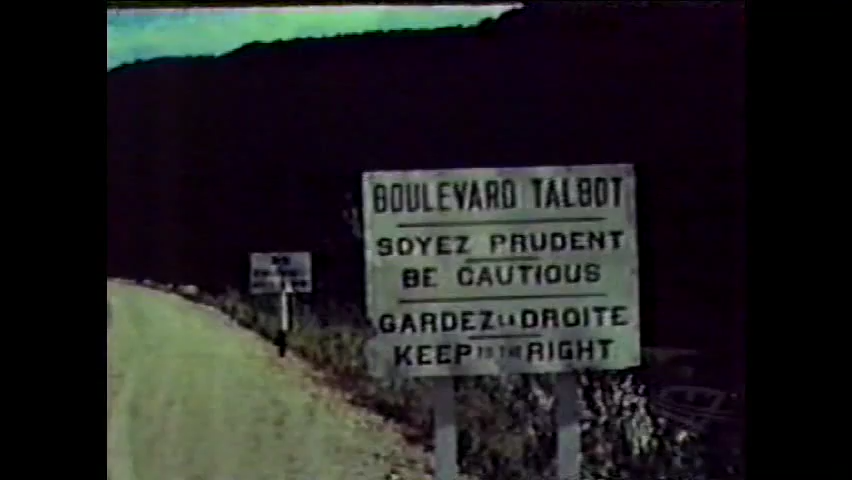 BOULEVARD TALBOT
SOYEZ PRUDENT
BE CAUTIOUS
GARDEZ LA DROITE
KEEP TO THE RIGHT